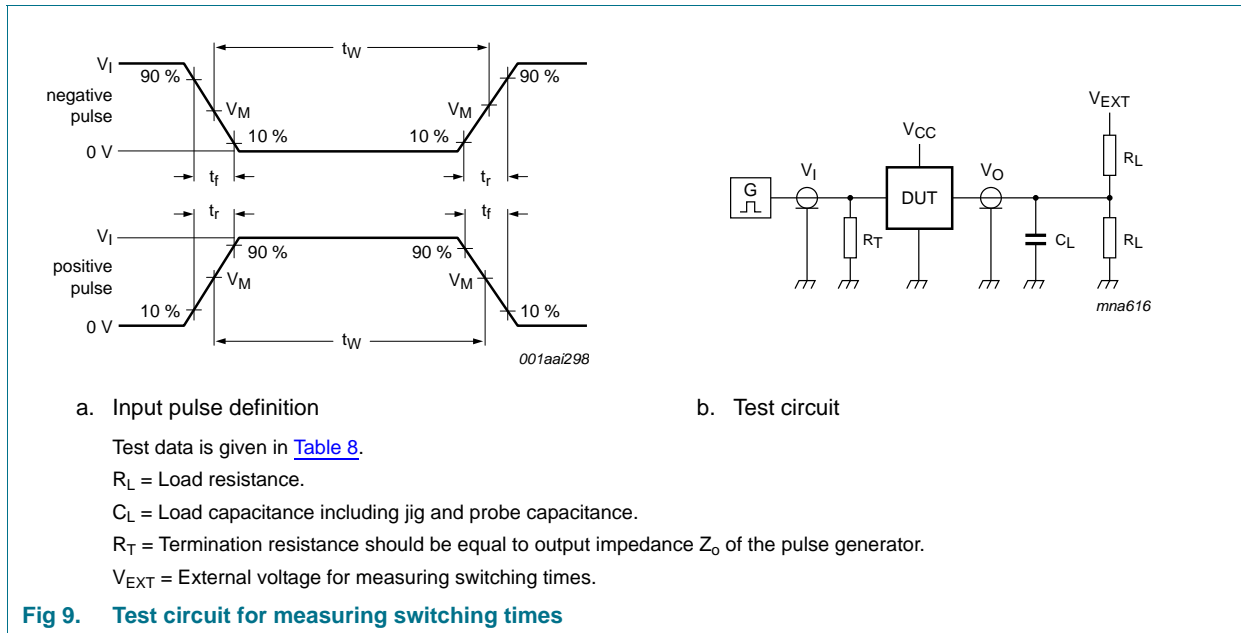 tW
VI
90 %
90 %
negative
pulse
VM
VM
10 %
10 %
0 V
tf
tr
tr
tf
VI
90 %
90 %
positive
pulse
VM
VM
10 %
10 %
0 V
tW
001aai298
VEXT
VCC
RL
VI
VO
G
DUT
RT
CL
RL
mna616
a. Input pulse definition
b. Test circuit
Test data is given in Table 8.
RL = Load resistance.
CL = Load capacitance including jig and probe capacitance.
RT = Termination resistance should be equal to output impedance Zo of the pulse generator.
VEXT = External voltage for measuring switching times.
Fig 9. Test circuit for measuring switching times